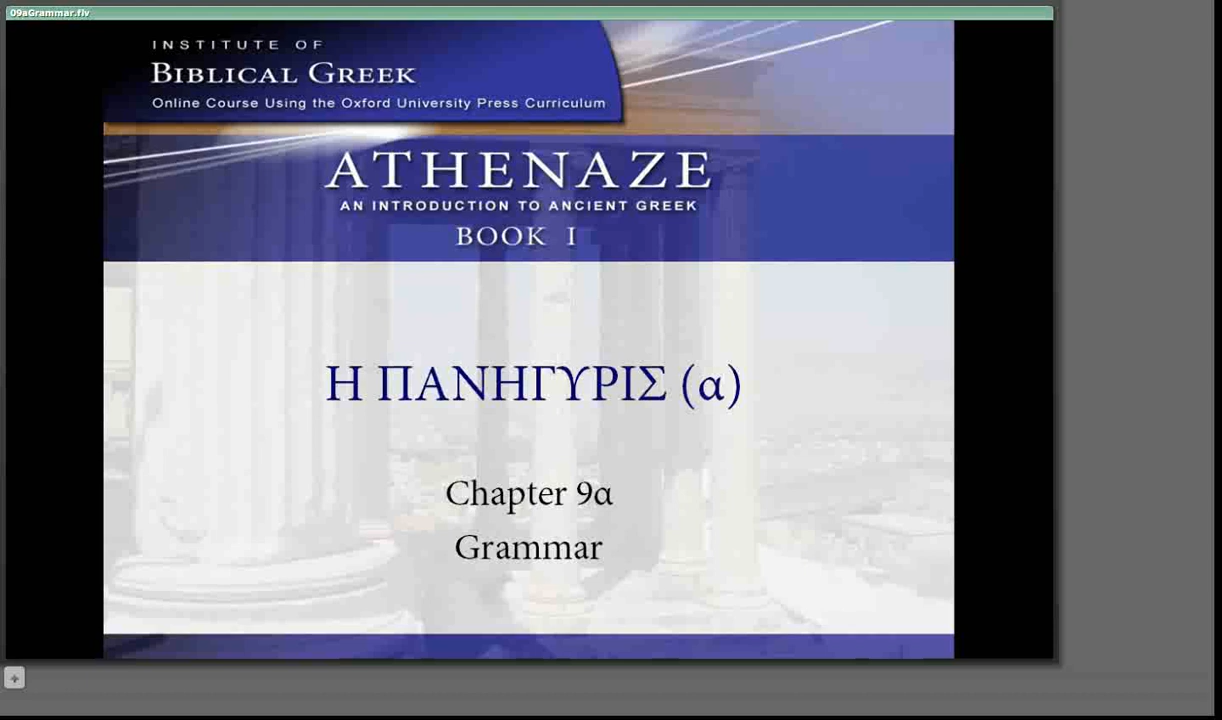 09aGrammar.flv
INSTITUTE OF
BIBLICAL GREEK
Online Course Using the Oxford University Press Curriculum
ATHENAZE
AN INTRODUCTION TO ANCIENT GREEK
BOOK I
Η ΠΑΝΗΓΥΡΙΣ (α)
Chapter 9α
Grammar